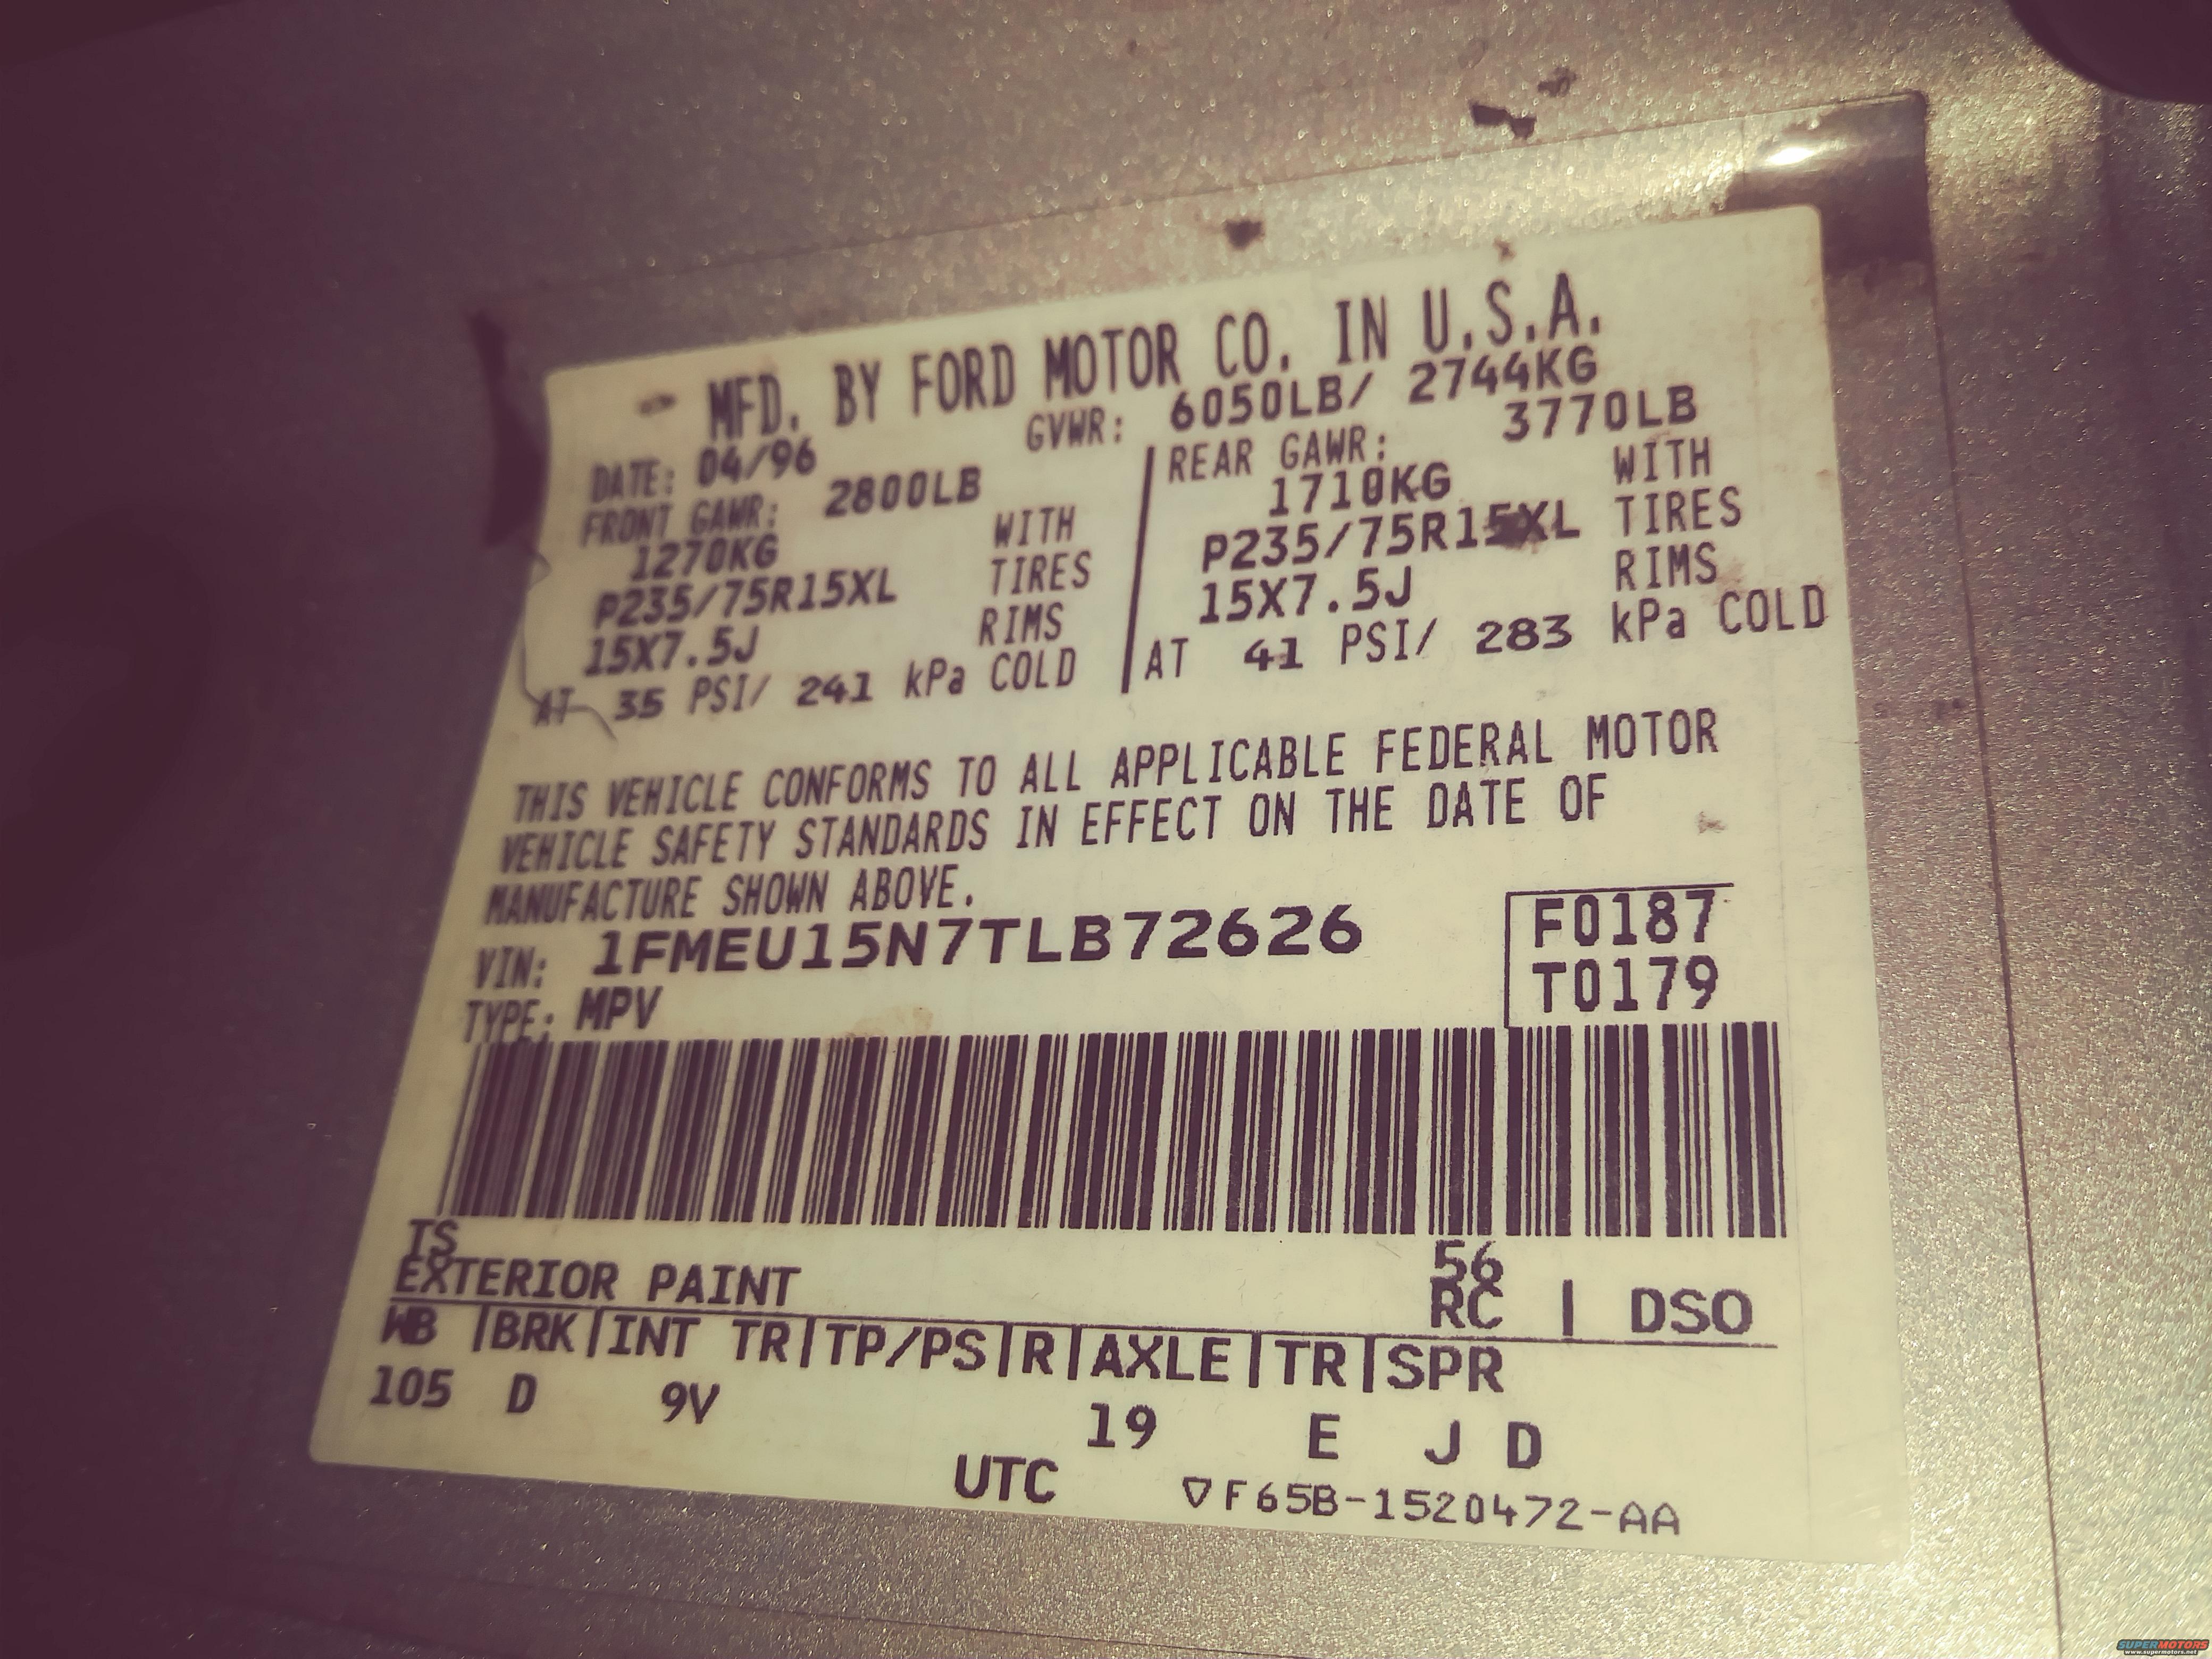 MFD. BY FORD MOTOR CO. IN U.S.A.
DATE: 04/96 GVWR: 6050LB/ 2744KG
FRONT GAWR: 2800LB
1270KG WITH
P235/75R15XL TIRES
15X7.5J RIMS
AT 35 PSI/ 241 kPa COLD
REAR GAWR: 3770LB
1710KG WITH
P235/75R15XL TIRES
15X7.5J RIMS
AT 41 PSI/ 283 kPa COLD
THIS VEHICLE CONFORMS TO ALL APPLICABLE FEDERAL MOTOR
VEHICLE SAFETY STANDARDS IN EFFECT ON THE DATE OF
MANUFACTURE SHOWN ABOVE.
VIN: 1FMEU15N7TLB72626
TYPE: MPV
F0187
T0179
TS 56
EXTERIOR PAINT RC | DSO
WB |BRK|INT TR|TP/PS|R|AXLE|TR|SPR
105 D 9V 19 E J D
UTC ▽F65B-1520472-AA
SUPERMOTORS
www.supermotors.net